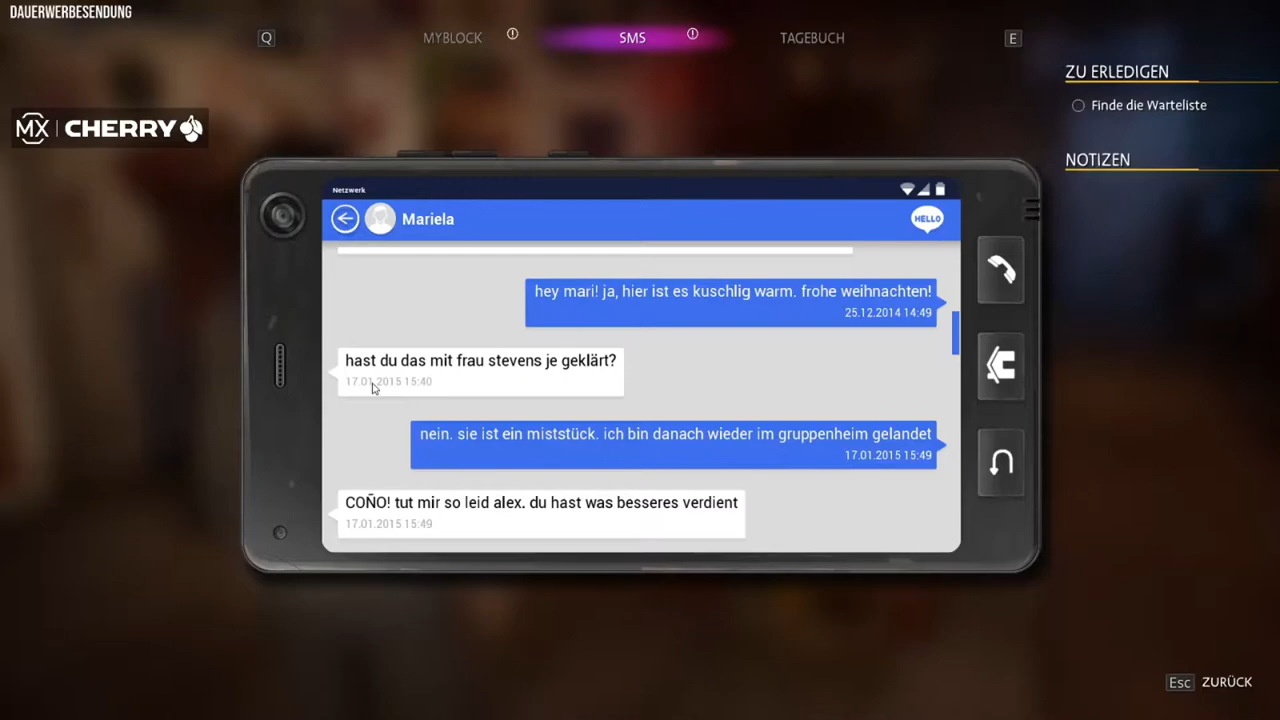 DAUERWERBESENDUNG
Q
MYBLOCK
SMS
TAGEBUCH
E
ZU ERLEDIGEN
Finde die Warteliste
NOTIZEN
MX | CHERRY
Netzwerk
Mariela
HELLO
hey mari! ja, hier ist es kuschlig warm. frohe weihnachten!
25.12.2014 14:49
hast du das mit frau stevens je geklärt?
17.01.2015 15:40
nein. sie ist ein miststück. ich bin danach wieder im gruppenheim gelandet
17.01.2015 15:49
COÑO! tut mir so leid alex. du hast was besseres verdient
17.01.2015 15:49
Esc ZURÜCK